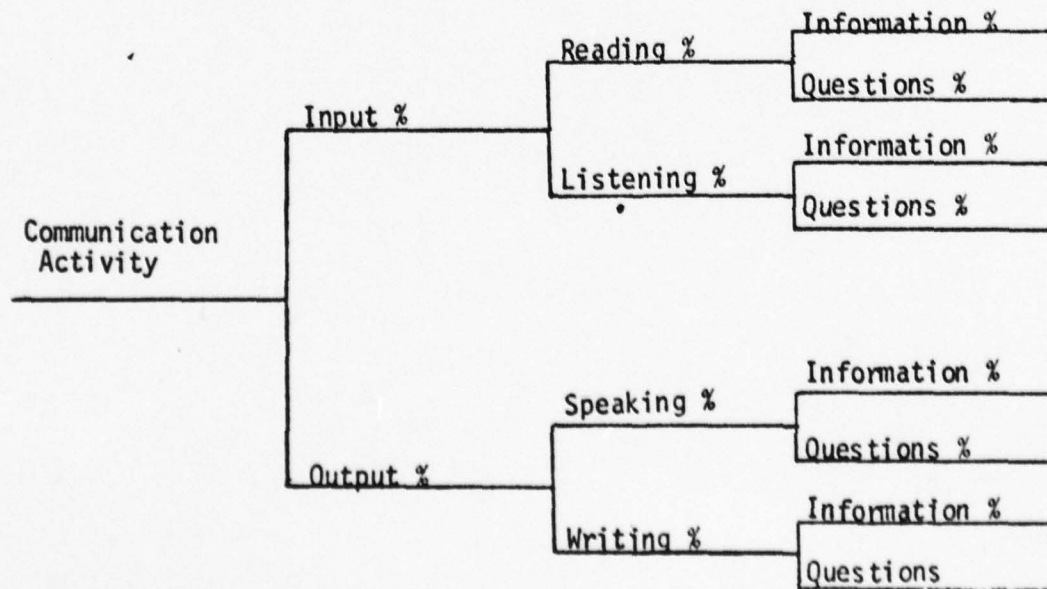 Information %
Reading %
Questions %
Input %
Information %
Listening %
Questions %
Communication
Activity
Information %
Speaking %
Questions %
Output %
Information %
Writing %
Questions